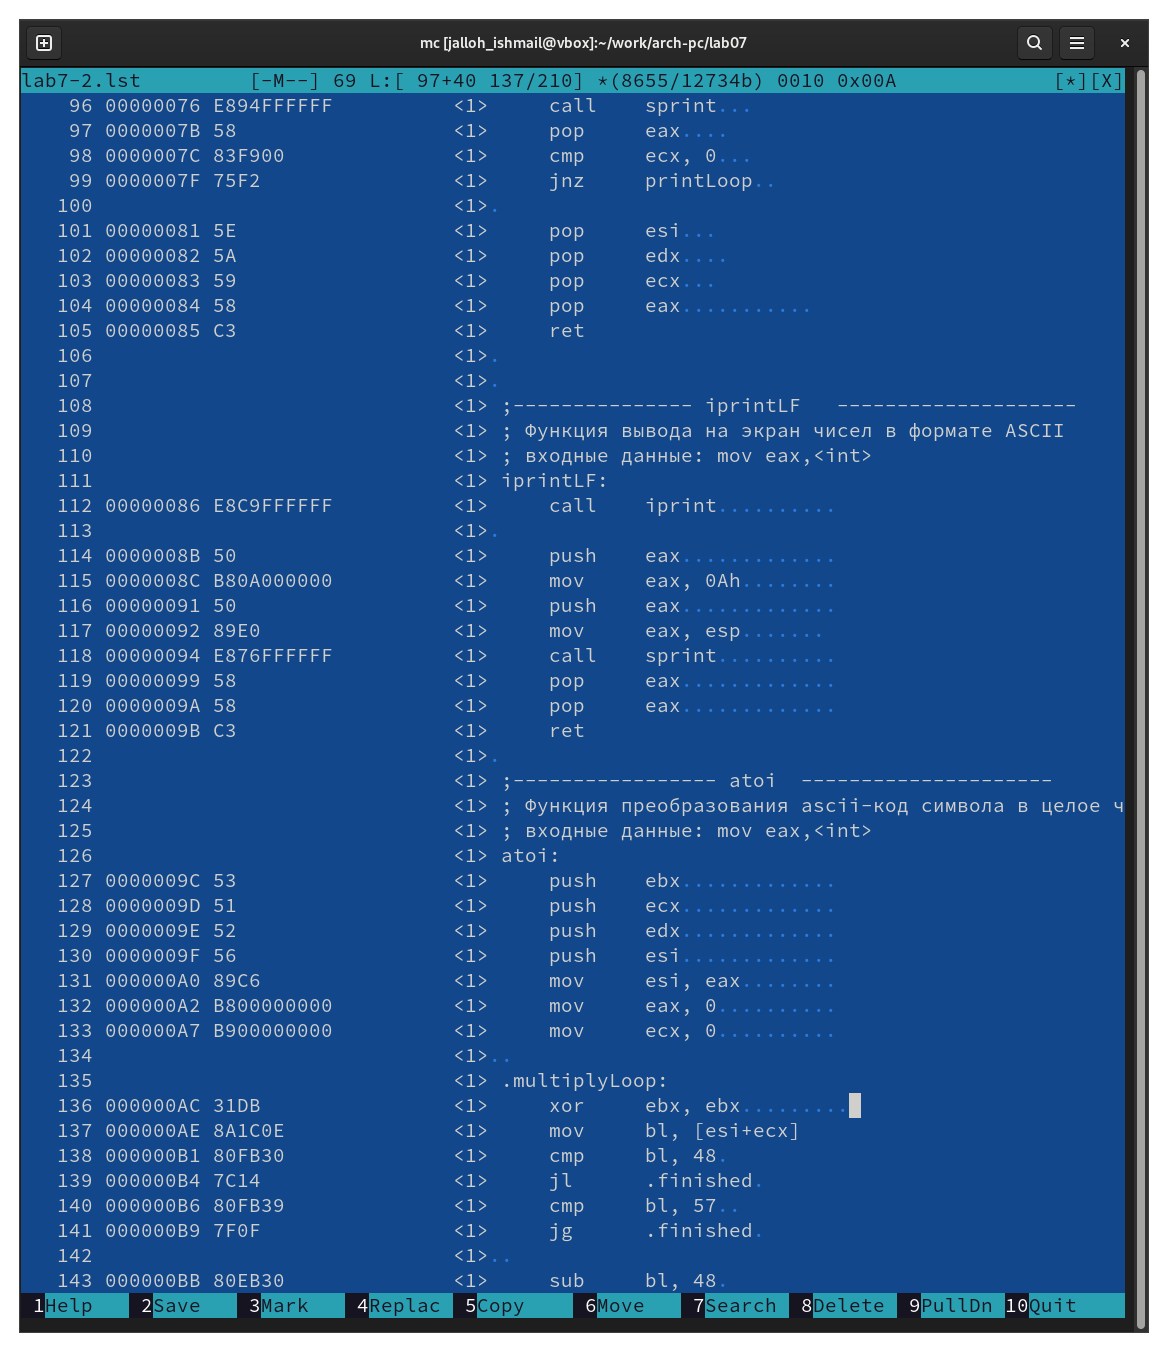 mc [jalloh_ishmail@vbox]:~/work/arch-pc/lab07
lab7-2.lst [-M--] 69 L:[ 97+40 137/210] *(8655/12734b) 0010 0x00A [*][X]
96 00000076 E894FFFFFF <1> call sprint...
97 0000007B 58 <1> pop eax....
98 0000007C 83F900 <1> cmp ecx, 0...
99 0000007F 75F2 <1> jnz printLoop..
100 <1>.
101 00000081 5E <1> pop esi...
102 00000082 5A <1> pop edx....
103 00000083 59 <1> pop ecx...
104 00000084 58 <1> pop eax...........
105 00000085 C3 <1> ret
106 <1>.
107 <1>.
108 <1> ;--------------- iprintLF --------------------
109 <1> ; Функция вывода на экран чисел в формате ASCII
110 <1> ; входные данные: mov eax,<int>
111 <1> iprintLF:
112 00000086 E8C9FFFFFF <1> call iprint..........
113 <1>.
114 0000008B 50 <1> push eax.............
115 0000008C B80A000000 <1> mov eax, 0Ah........
116 00000091 50 <1> push eax.............
117 00000092 89E0 <1> mov eax, esp.......
118 00000094 E876FFFFFF <1> call sprint..........
119 00000099 58 <1> pop eax.............
120 0000009A 58 <1> pop eax.............
121 0000009B C3 <1> ret
122 <1>.
123 <1> ;----------------- atoi ---------------------
124 <1> ; Функция преобразования ascii-код символа в целое ч
125 <1> ; входные данные: mov eax,<int>
126 <1> atoi:
127 0000009C 53 <1> push ebx.............
128 0000009D 51 <1> push ecx.............
129 0000009E 52 <1> push edx.............
130 0000009F 56 <1> push esi.............
131 000000A0 89C6 <1> mov esi, eax........
132 000000A2 B800000000 <1> mov eax, 0..........
133 000000A7 B900000000 <1> mov ecx, 0..........
134 <1>..
135 <1> .multiplyLoop:
136 000000AC 31DB <1> xor ebx, ebx.........
137 000000AE 8A1C0E <1> mov bl, [esi+ecx]
138 000000B1 80FB30 <1> cmp bl, 48.
139 000000B4 7C14 <1> jl .finished.
140 000000B6 80FB39 <1> cmp bl, 57..
141 000000B9 7F0F <1> jg .finished.
142 <1>..
143 000000BB 80EB30 <1> sub bl, 48.
1Help 2Save 3Mark 4Replac 5Copy 6Move 7Search 8Delete 9PullDn 10Quit